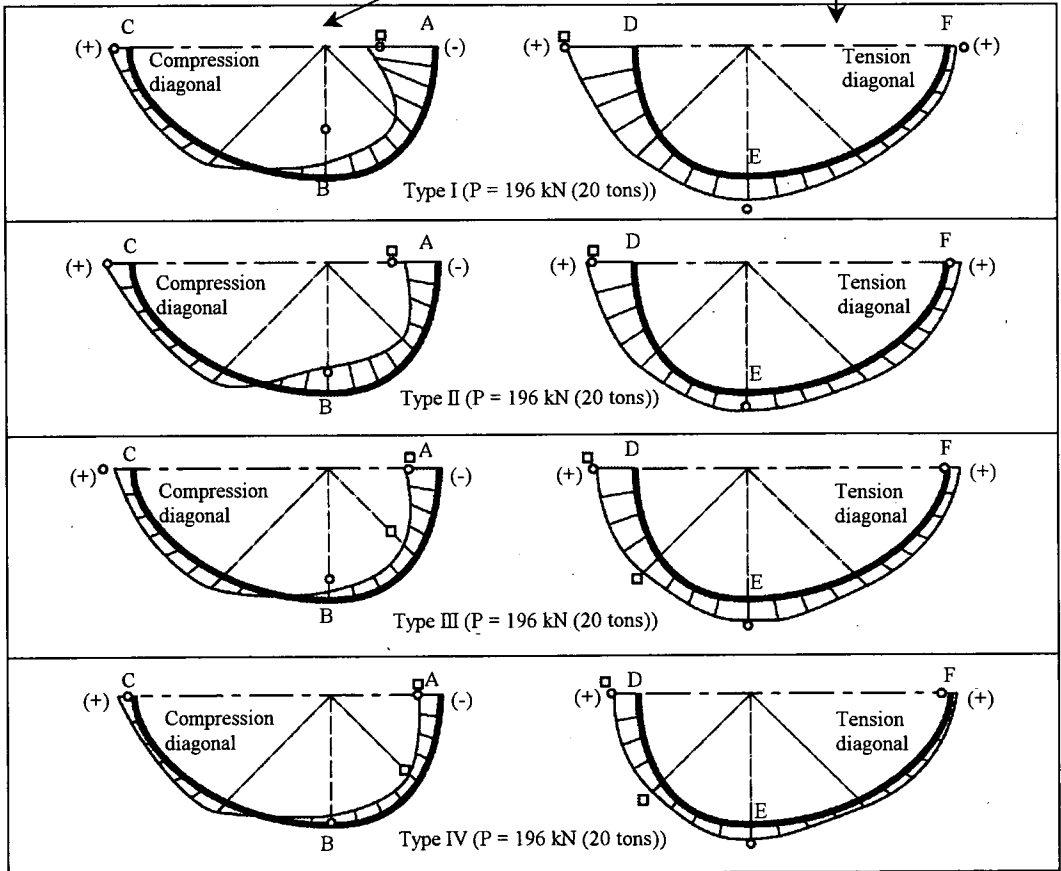 C A D F
(+) (-) (+) (+)
Compression diagonal Tension diagonal
B E
Type I (P = 196 kN (20 tons))
C A D F
(+) (-) (+) (+)
Compression diagonal Tension diagonal
B E
Type II (P = 196 kN (20 tons))
C A D F
(+) (-) (+) (+)
Compression diagonal Tension diagonal
B E
Type III (P = 196 kN (20 tons))
C A D F
(+) (-) (+) (+)
Compression diagonal Tension diagonal
B E
Type IV (P = 196 kN (20 tons))